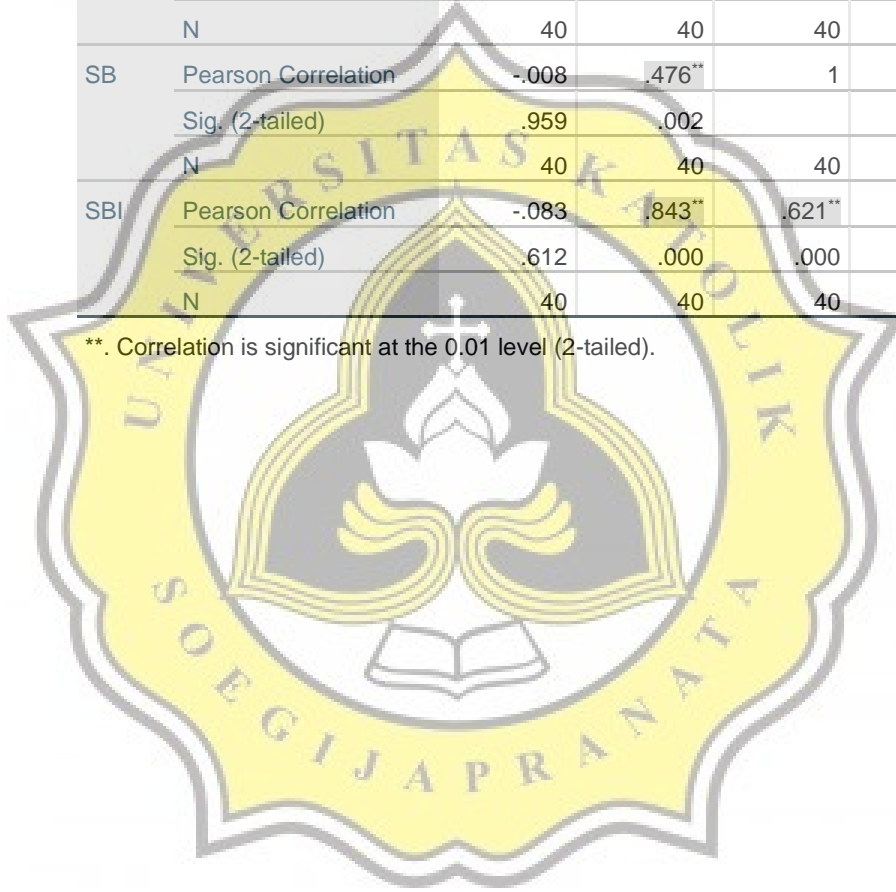 N 40 40 40
SB Pearson Correlation -.008 .476** 1
Sig. (2-tailed) .959 .002
N 40 40 40
SBI Pearson Correlation -.083 .843** .621**
Sig. (2-tailed) .612 .000 .000
N 40 40 40
**. Correlation is significant at the 0.01 level (2-tailed).
UNIVERSITAS KATOLIK
SOEGIJAPRANATA